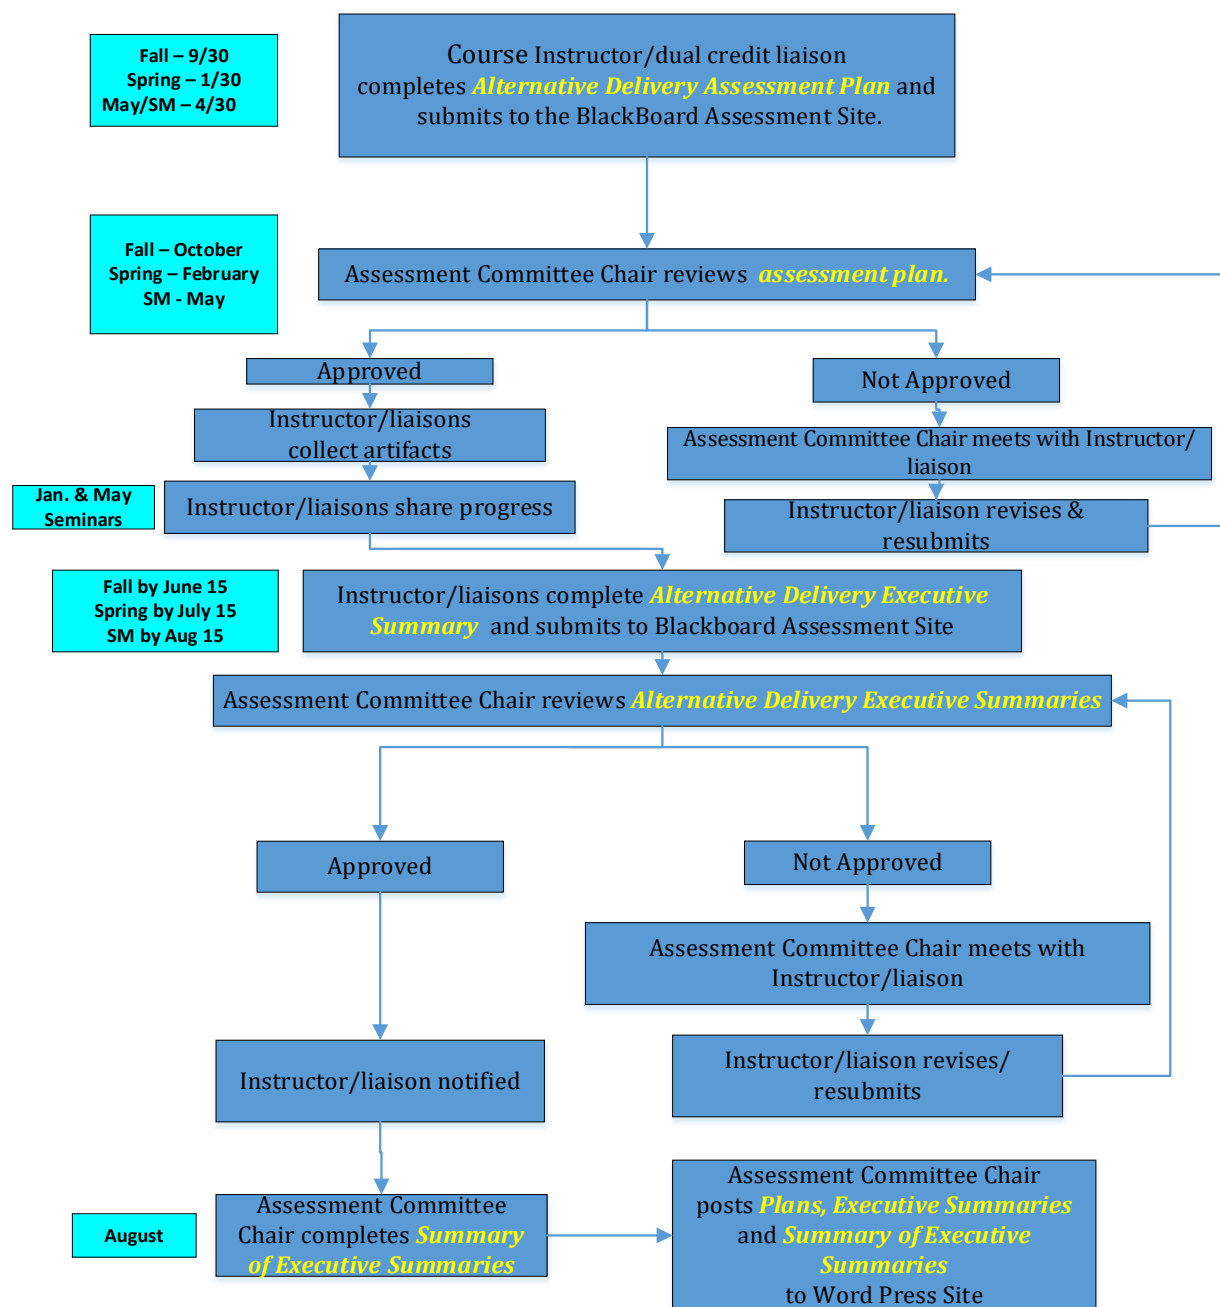 Fall – 9/30
Spring – 1/30
May/SM – 4/30
Course Instructor/dual credit liaison
completes Alternative Delivery Assessment Plan and
submits to the BlackBoard Assessment Site.
Fall – October
Spring – February
SM - May
Assessment Committee Chair reviews assessment plan.
Approved
Not Approved
Instructor/liaisons
collect artifacts
Assessment Committee Chair meets with Instructor/
liaison
Jan. & May
Seminars
Instructor/liaisons share progress
Instructor/liaison revises &
resubmits
Fall by June 15
Spring by July 15
SM by Aug 15
Instructor/liaisons complete Alternative Delivery Executive
Summary and submits to Blackboard Assessment Site
Assessment Committee Chair reviews Alternative Delivery Executive Summaries
Approved
Not Approved
Assessment Committee Chair meets with
Instructor/liaison
Instructor/liaison notified
Instructor/liaison revises/
resubmits
August
Assessment Committee
Chair completes Summary
of Executive Summaries
Assessment Committee Chair
posts Plans, Executive Summaries
and Summary of Executive
Summaries
to Word Press Site